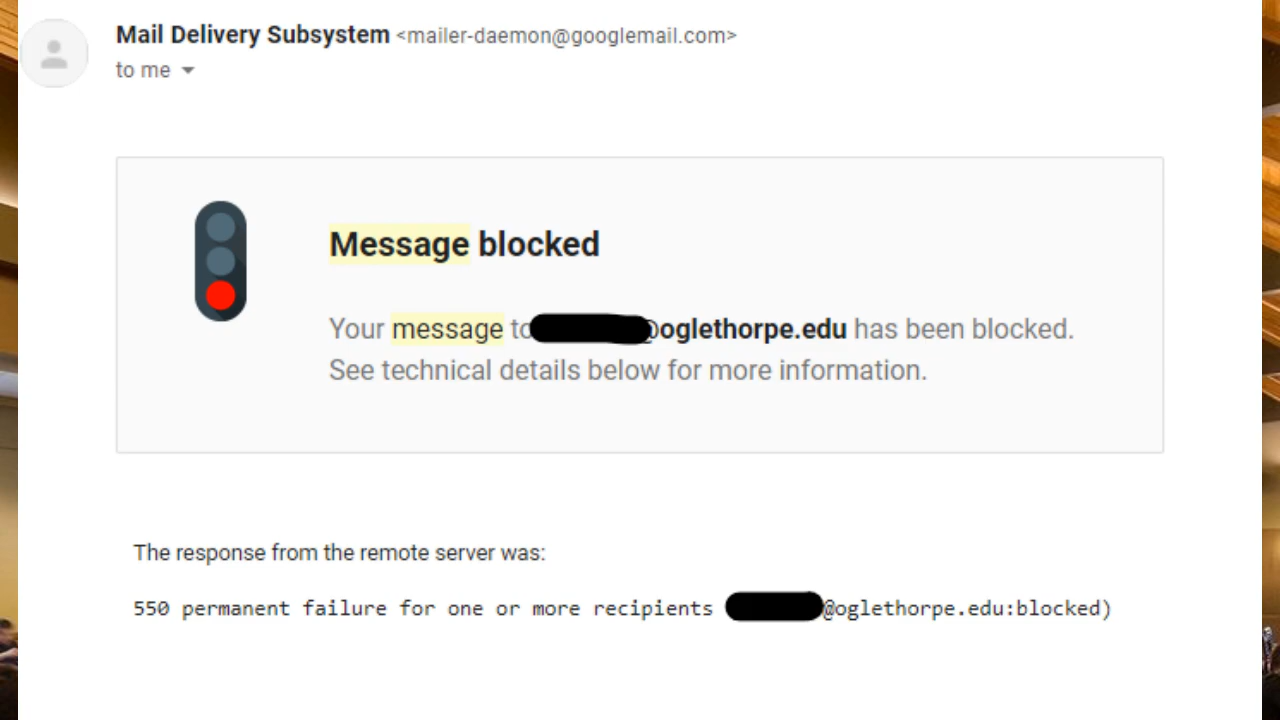 Mail Delivery Subsystem <mailer-daemon@googlemail.com>
to me
Message blocked
Your message to @oglethorpe.edu has been blocked.
See technical details below for more information.
The response from the remote server was:
550 permanent failure for one or more recipients @oglethorpe.edu:blocked)